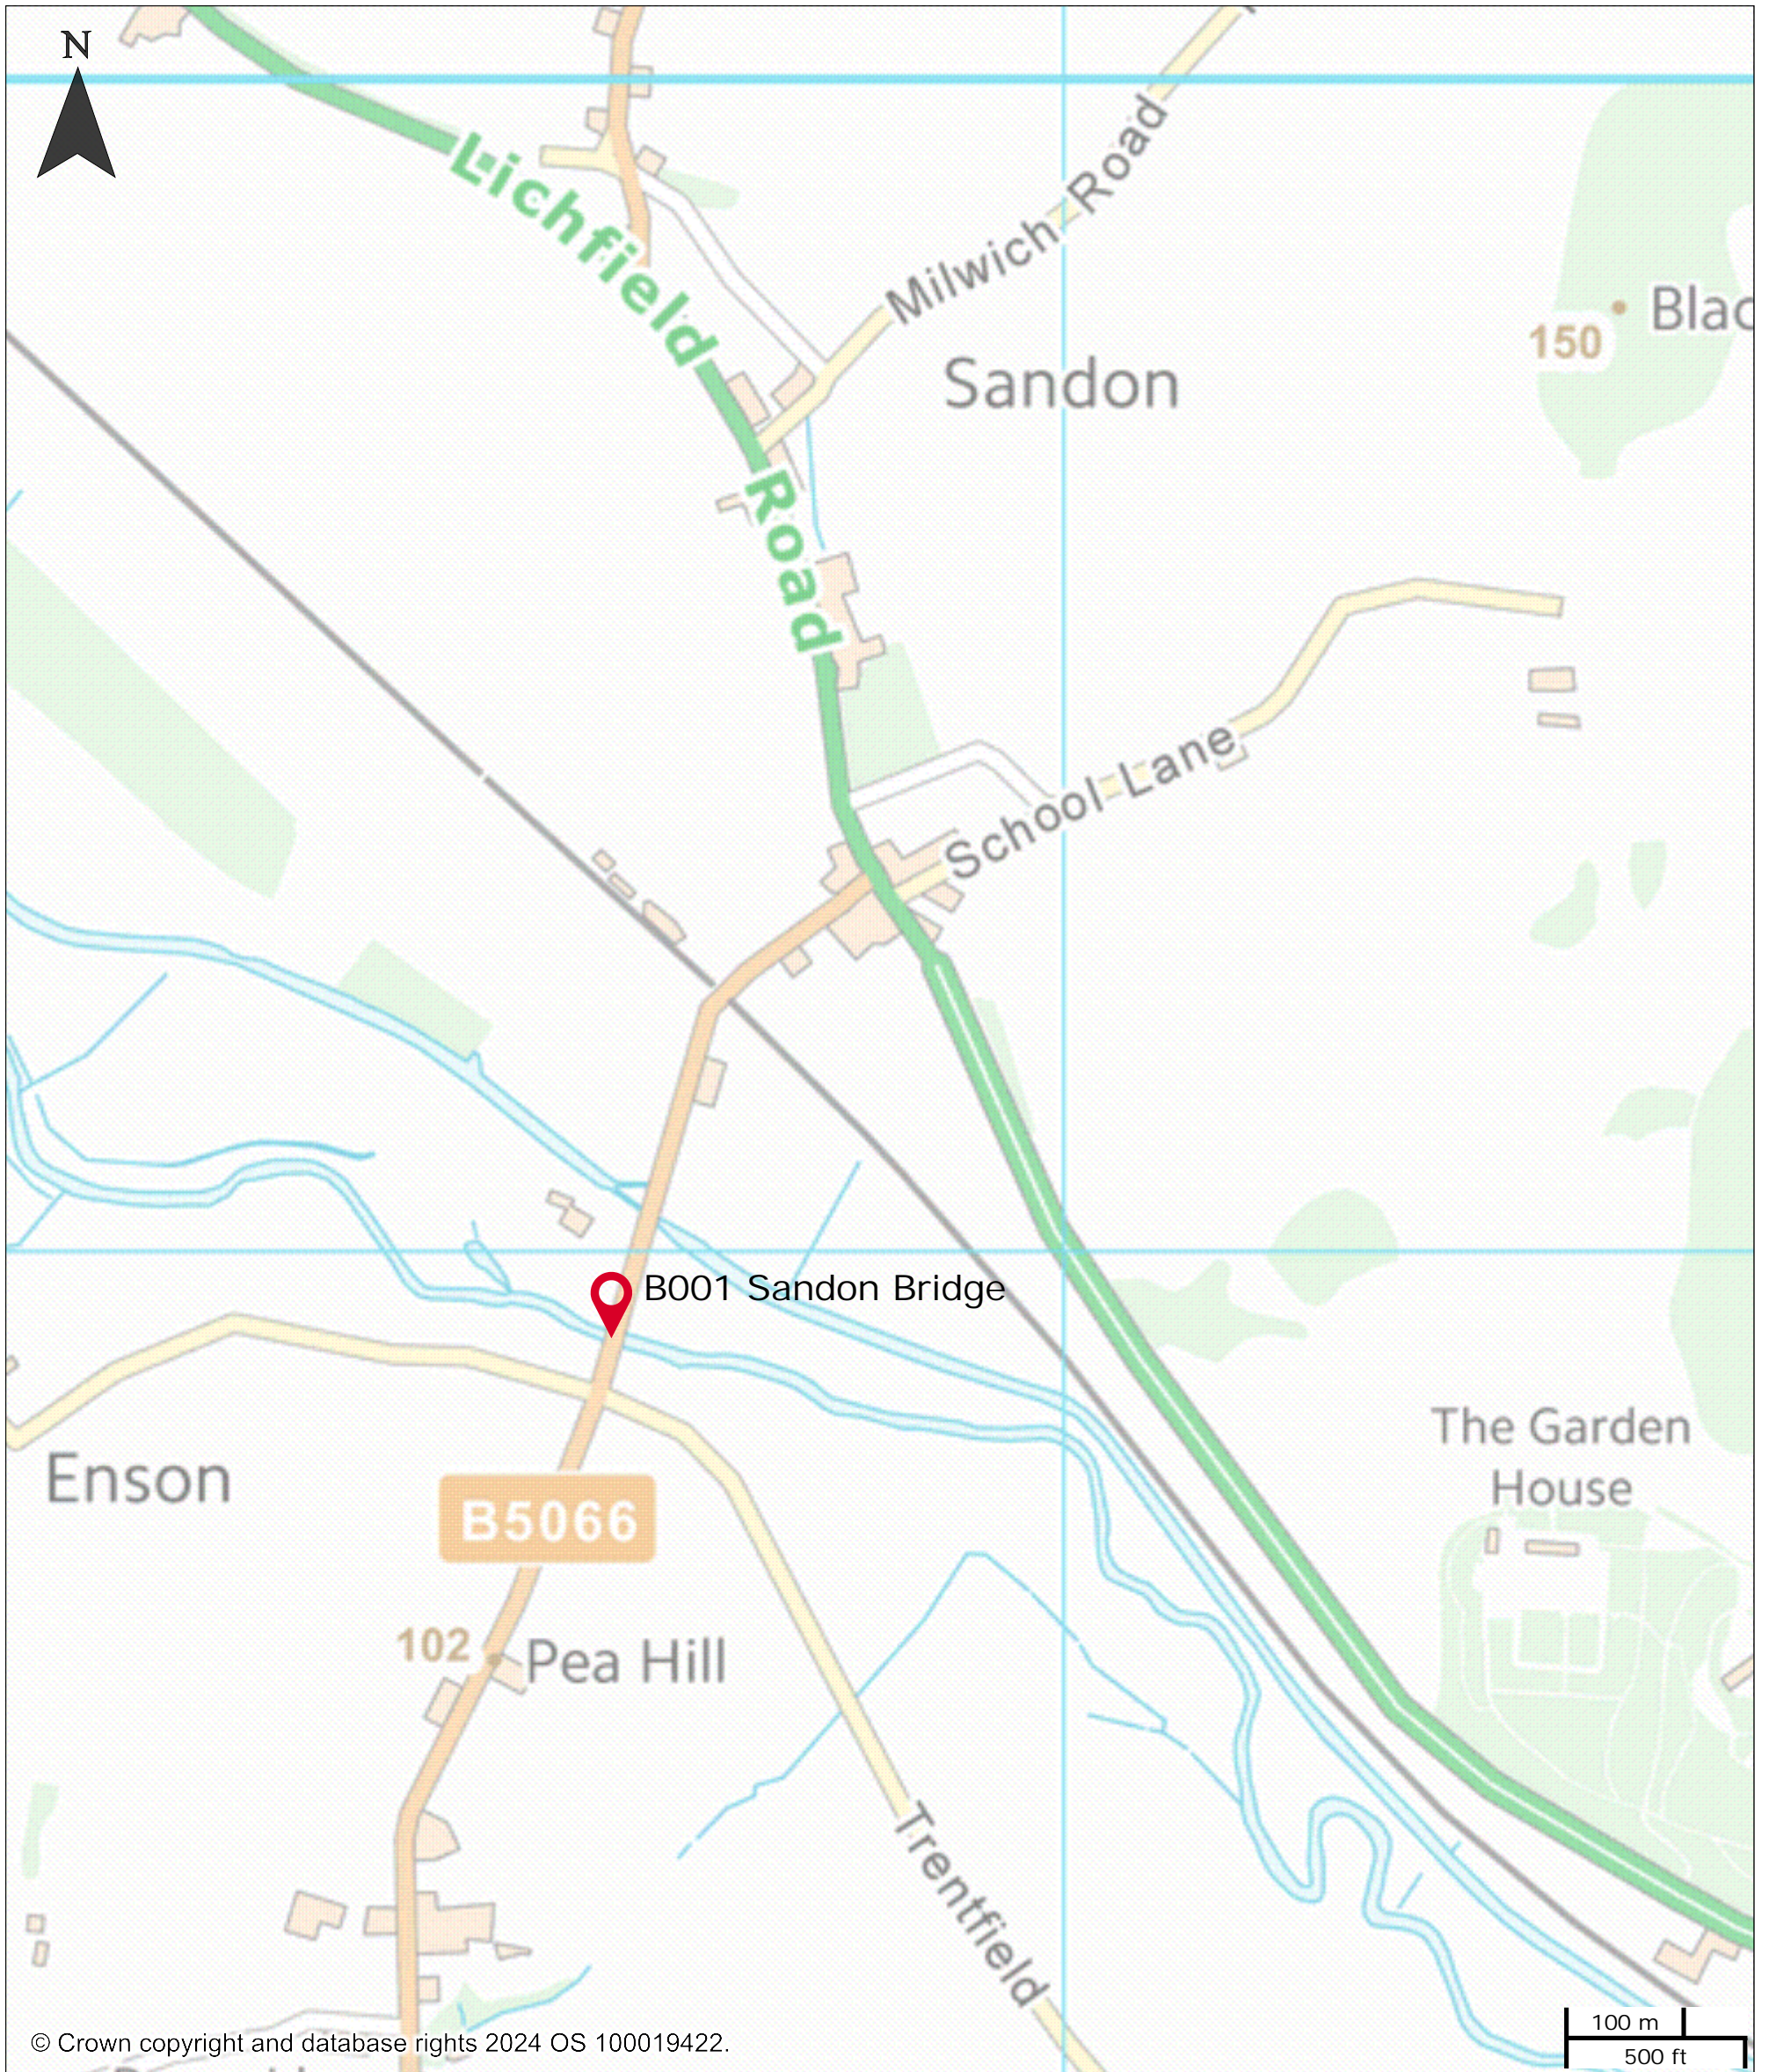 N
Lichfield Road
Milwich Road
150
Blac
Sandon
School Lane
B001 Sandon Bridge
The Garden
House
Enson
B5066
102
Pea Hill
Trentfield
100 m
500 ft
© Crown copyright and database rights 2024 OS 100019422.